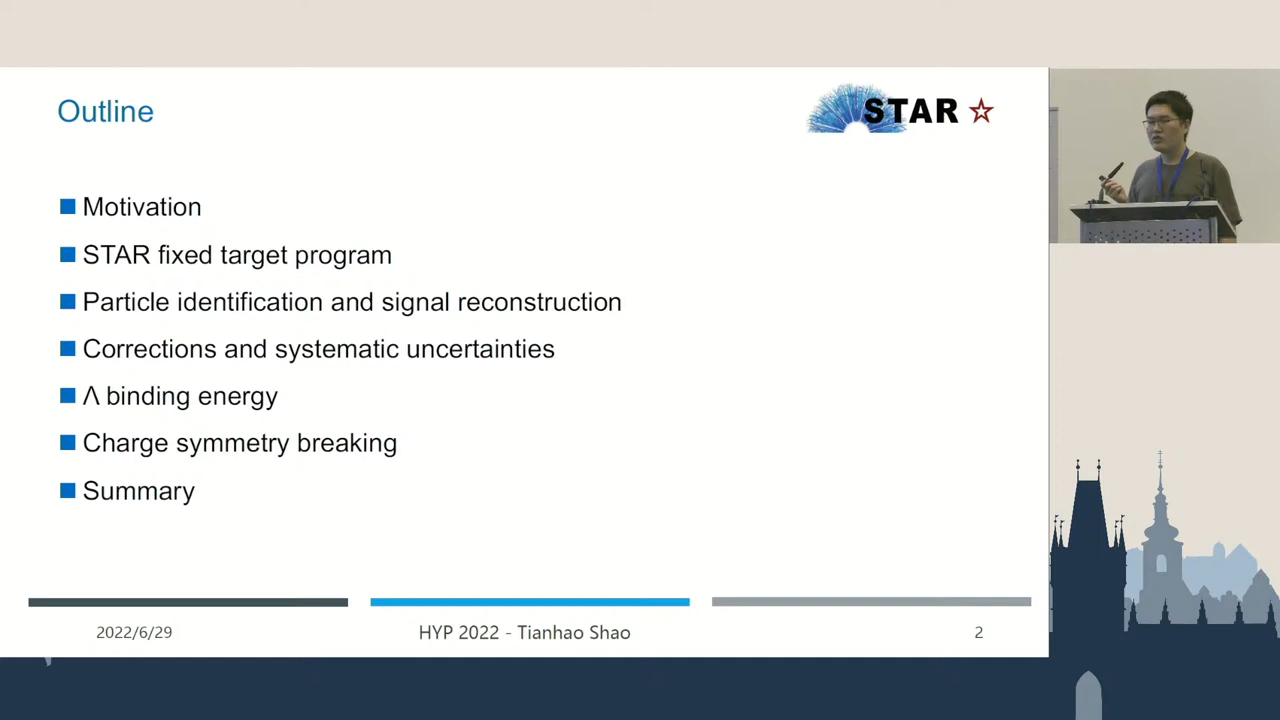 Outline
STAR
Motivation
STAR fixed target program
Particle identification and signal reconstruction
Corrections and systematic uncertainties
Λ binding energy
Charge symmetry breaking
Summary
2022/6/29
HYP 2022 - Tianhao Shao
2